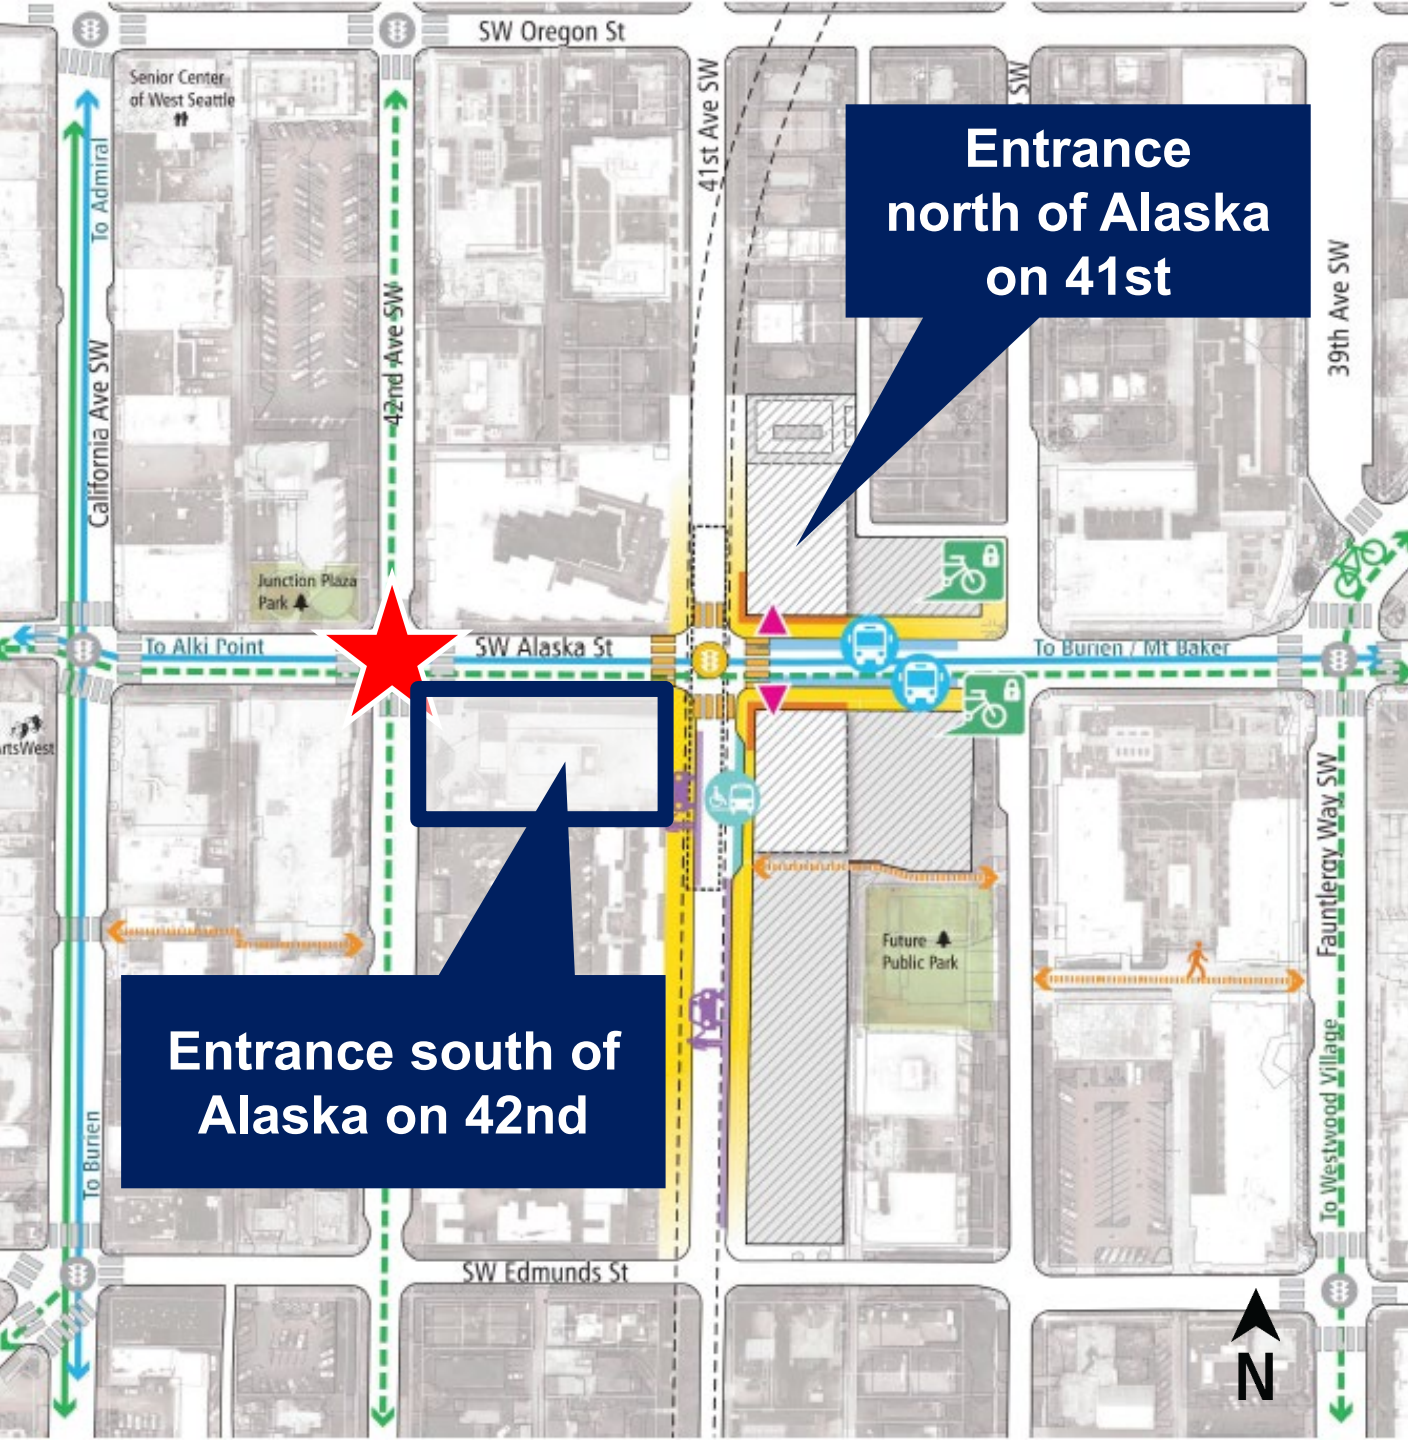 SW Oregon St
Senior Center
of West Seattle
41st Ave SW
SW
Entrance
north of Alaska
on 41st
To Admiral
39th Ave SW
42nd Ave SW
California Ave SW
Junction Plaza
Park
To Alki Point
SW Alaska St
To Burien / Mt Baker
rtsWest
Fauntleroy Way SW
Future
Public Park
Entrance south of
Alaska on 42nd
To Westwood Village
To Burien
SW Edmunds St
N